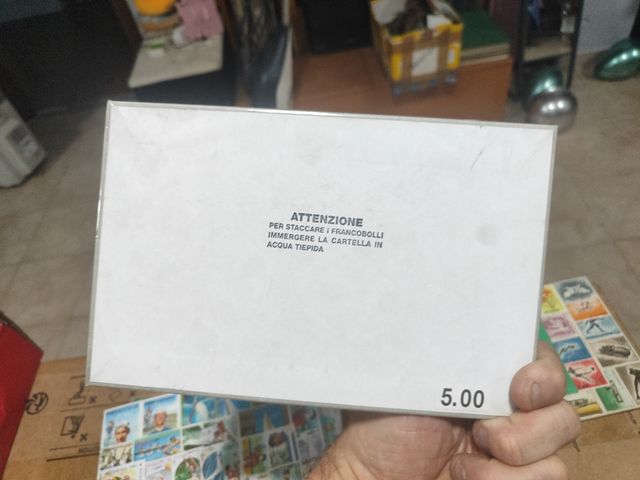 ATTENZIONE
PER STACCARE I FRANCOBOLLI
IMMERGERE LA CARTELLA IN
ACQUA TIEPIDA
5.00